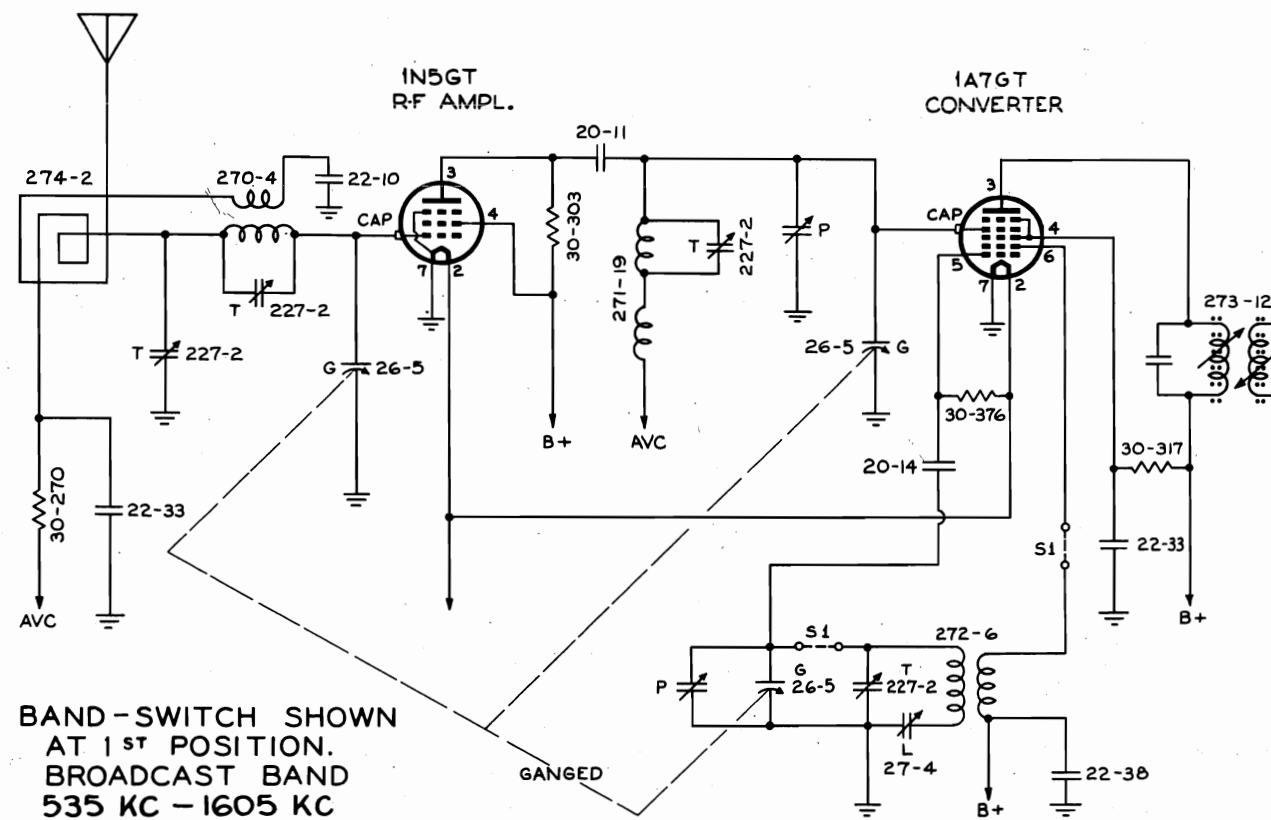 1N5GT
R-F AMPL.
1A7GT
CONVERTER
20-11
274-2
270-4
22-10
3
CAP
4
7
2
30-303
T
227-2
271-19
P
3
CAP
4
5
6
7
2
273-12
T
227-2
T
227-2
G
26-5
26-5
G
B+
AVC
30-376
20-14
30-317
30-270
22-33
S1
22-33
AVC
B+
S1
272-6
P
G
26-5
T
227-2
L
27-4
22-38
B+
GANGED
BAND-SWITCH SHOWN
AT 1ST POSITION.
BROADCAST BAND
535 KC - 1605 KC